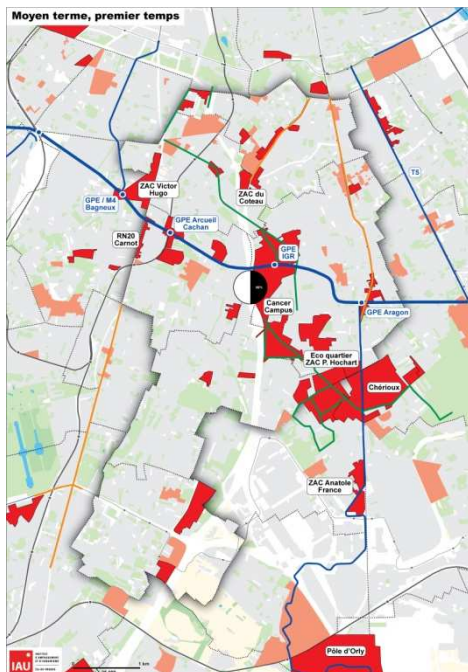 Moyen terme, premier temps
ZAC Victor
Hugo
GPE / M4
Bagneux
T5
ZAC du
Coteau
GPE Arcueil
Cachan
RN20
Carnot
GPE
IGR
GPE Aragon
Cancer
Campus
Eco quartier
ZAC P. Hochart
Chérioux
ZAC Anatole
France
Pôle d'Orly
IAU
1 km